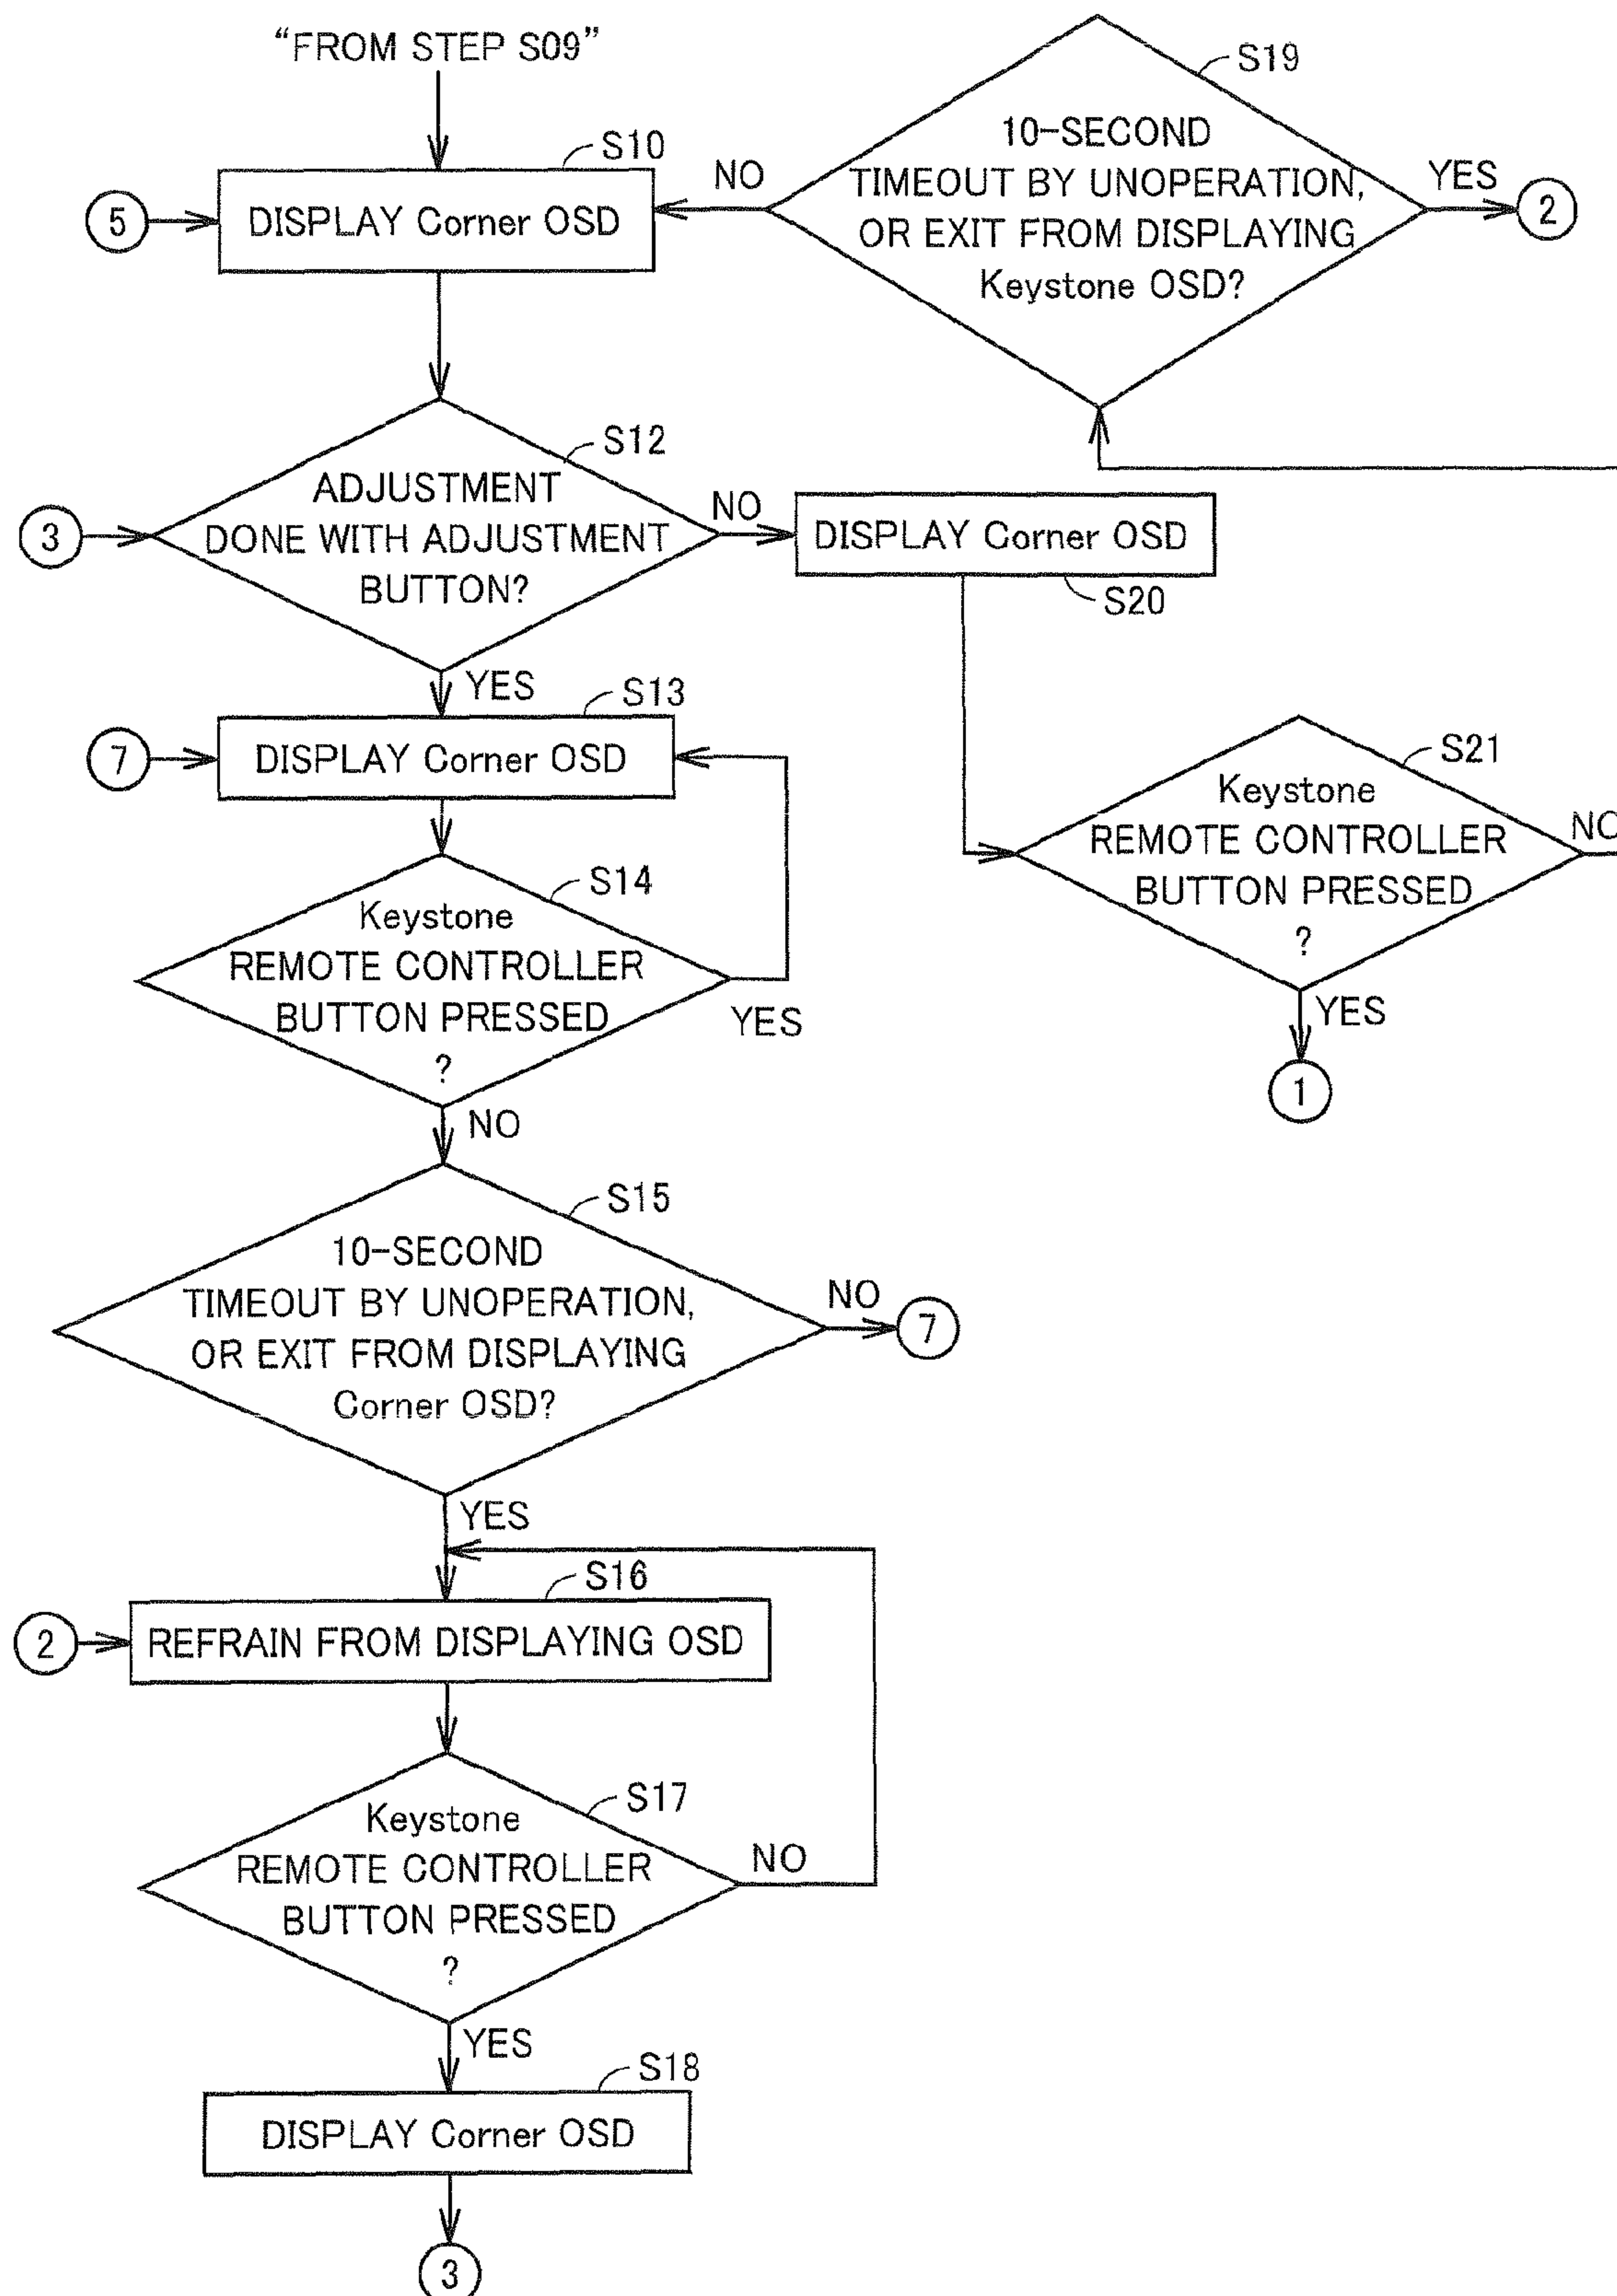 “FROM STEP S09”
S10
5
DISPLAY Corner OSD
S19
10-SECOND
TIMEOUT BY UNOPERATION,
OR EXIT FROM DISPLAYING
Keystone OSD?
NO
YES
2
S12
3
ADJUSTMENT
DONE WITH ADJUSTMENT
BUTTON?
NO
YES
DISPLAY Corner OSD
S20
S13
7
DISPLAY Corner OSD
S21
Keystone
REMOTE CONTROLLER
BUTTON PRESSED
?
NO
YES
1
S14
Keystone
REMOTE CONTROLLER
BUTTON PRESSED
?
YES
NO
S15
10-SECOND
TIMEOUT BY UNOPERATION,
OR EXIT FROM DISPLAYING
Corner OSD?
NO
7
YES
S16
2
REFRAIN FROM DISPLAYING OSD
S17
Keystone
REMOTE CONTROLLER
BUTTON PRESSED
?
NO
YES
S18
DISPLAY Corner OSD
3